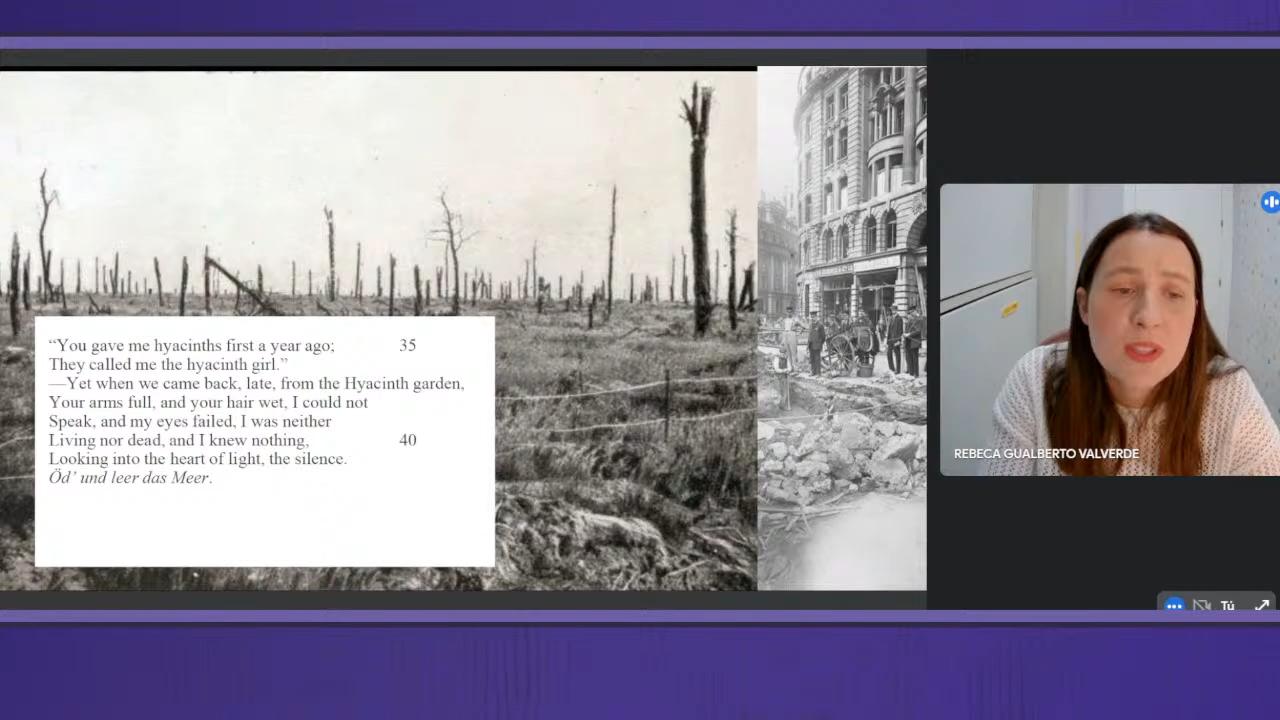 “You gave me hyacinths first a year ago; 35
They called me the hyacinth girl.”
—Yet when we came back, late, from the Hyacinth garden,
Your arms full, and your hair wet, I could not
Speak, and my eyes failed, I was neither
Living nor dead, and I knew nothing, 40
Looking into the heart of light, the silence.
Öd’ und leer das Meer.
REBECA GUALBERTO VALVERDE
Tú